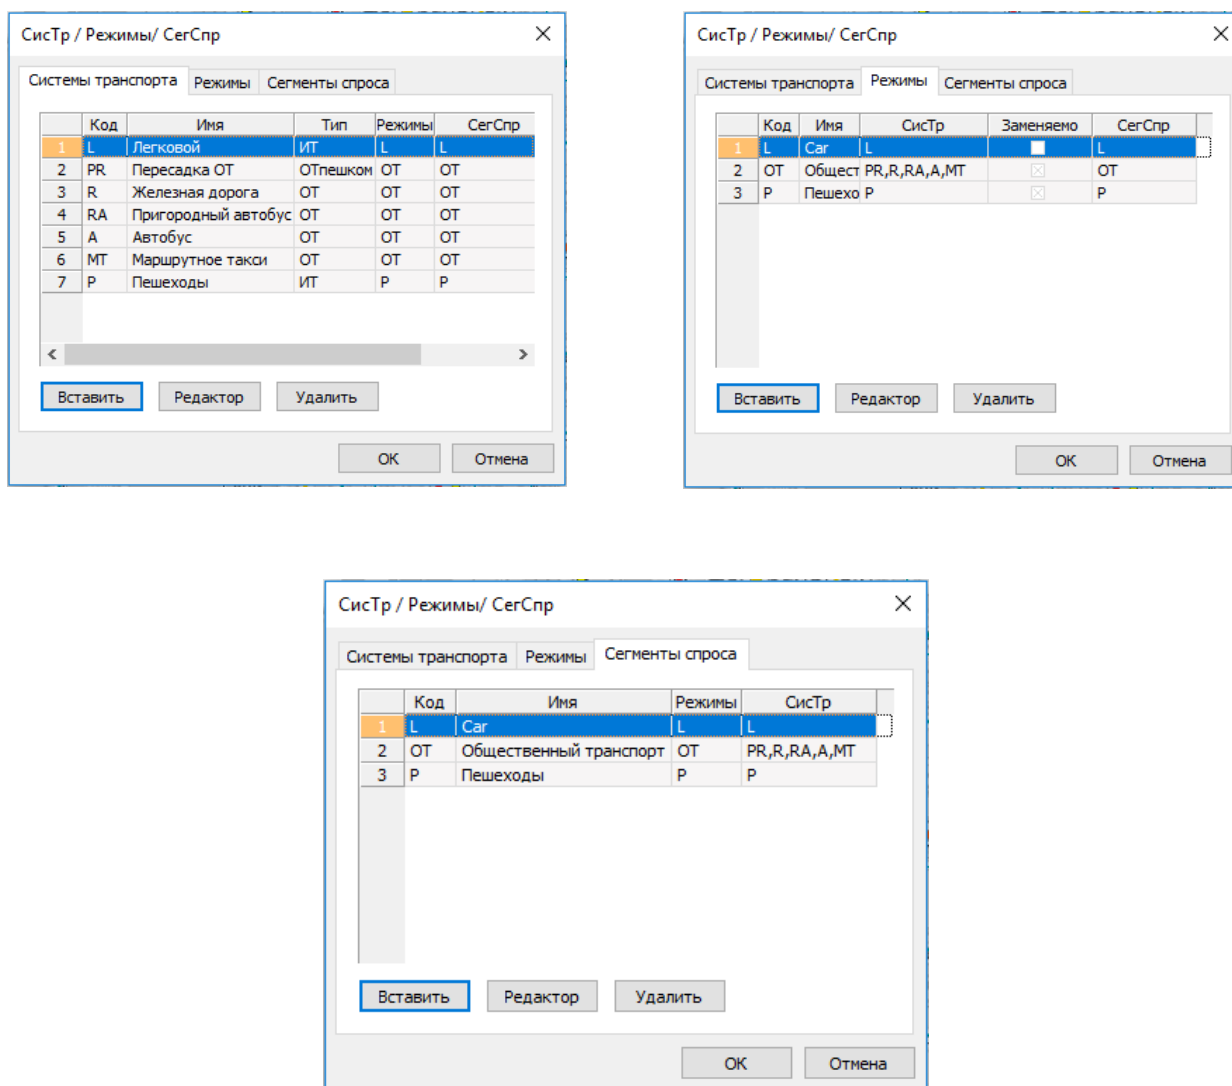 СисТр / Режимы/ СегСпр
Системы транспорта Режимы Сегменты спроса
Код Имя Тип Режимы СегСпр
1 L Легковой ИТ L L
2 PR Пересадка ОТ ОТпешком ОТ ОТ
3 R Железная дорога ОТ ОТ ОТ
4 RA Пригородный автобус ОТ ОТ ОТ
5 A Автобус ОТ ОТ ОТ
6 MT Маршрутное такси ОТ ОТ ОТ
7 P Пешеходы ИТ P P
Вставить Редактор Удалить
ОК Отмена
СисТр / Режимы/ СегСпр
Системы транспорта Режимы Сегменты спроса
Код Имя СисТр Заменяемо СегСпр
1 L Car L L
2 ОТ Общест PR,R,RA,A,MT ОТ
3 P Пешехо P P
Вставить Редактор Удалить
ОК Отмена
СисТр / Режимы/ СегСпр
Системы транспорта Режимы Сегменты спроса
Код Имя Режимы СисТр
1 L Car L L
2 ОТ Общественный транспорт ОТ PR,R,RA,A,MT
3 P Пешеходы P P
Вставить Редактор Удалить
ОК Отмена